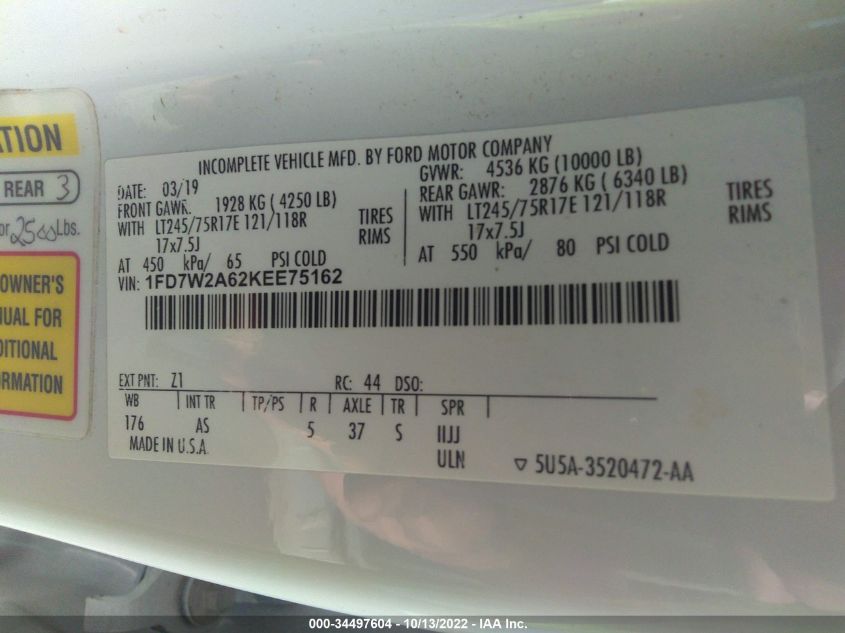 TION
REAR 3
or 2500 Lbs.
OWNER'S
NUAL FOR
DITIONAL
RMATION
INCOMPLETE VEHICLE MFD. BY FORD MOTOR COMPANY
DATE: 03/19 GVWR: 4536 KG (10000 LB)
FRONT GAWR: 1928 KG ( 4250 LB) REAR GAWR: 2876 KG ( 6340 LB)
WITH LT245/75R17E 121/118R TIRES WITH LT245/75R17E 121/118R TIRES
17x7.5J RIMS 17x7.5J RIMS
AT 450 kPa/ 65 PSI COLD AT 550 kPa/ 80 PSI COLD
VIN: 1FD7W2A62KEE75162
EXT PNT: Z1 RC: 44 DSO:
WB INT TR TP/PS R AXLE TR SPR
176 AS 5 37 S IIJJ
MADE IN U.S.A. ULN ▽ 5U5A-3520472-AA
000-34497604 - 10/13/2022 - IAA Inc.